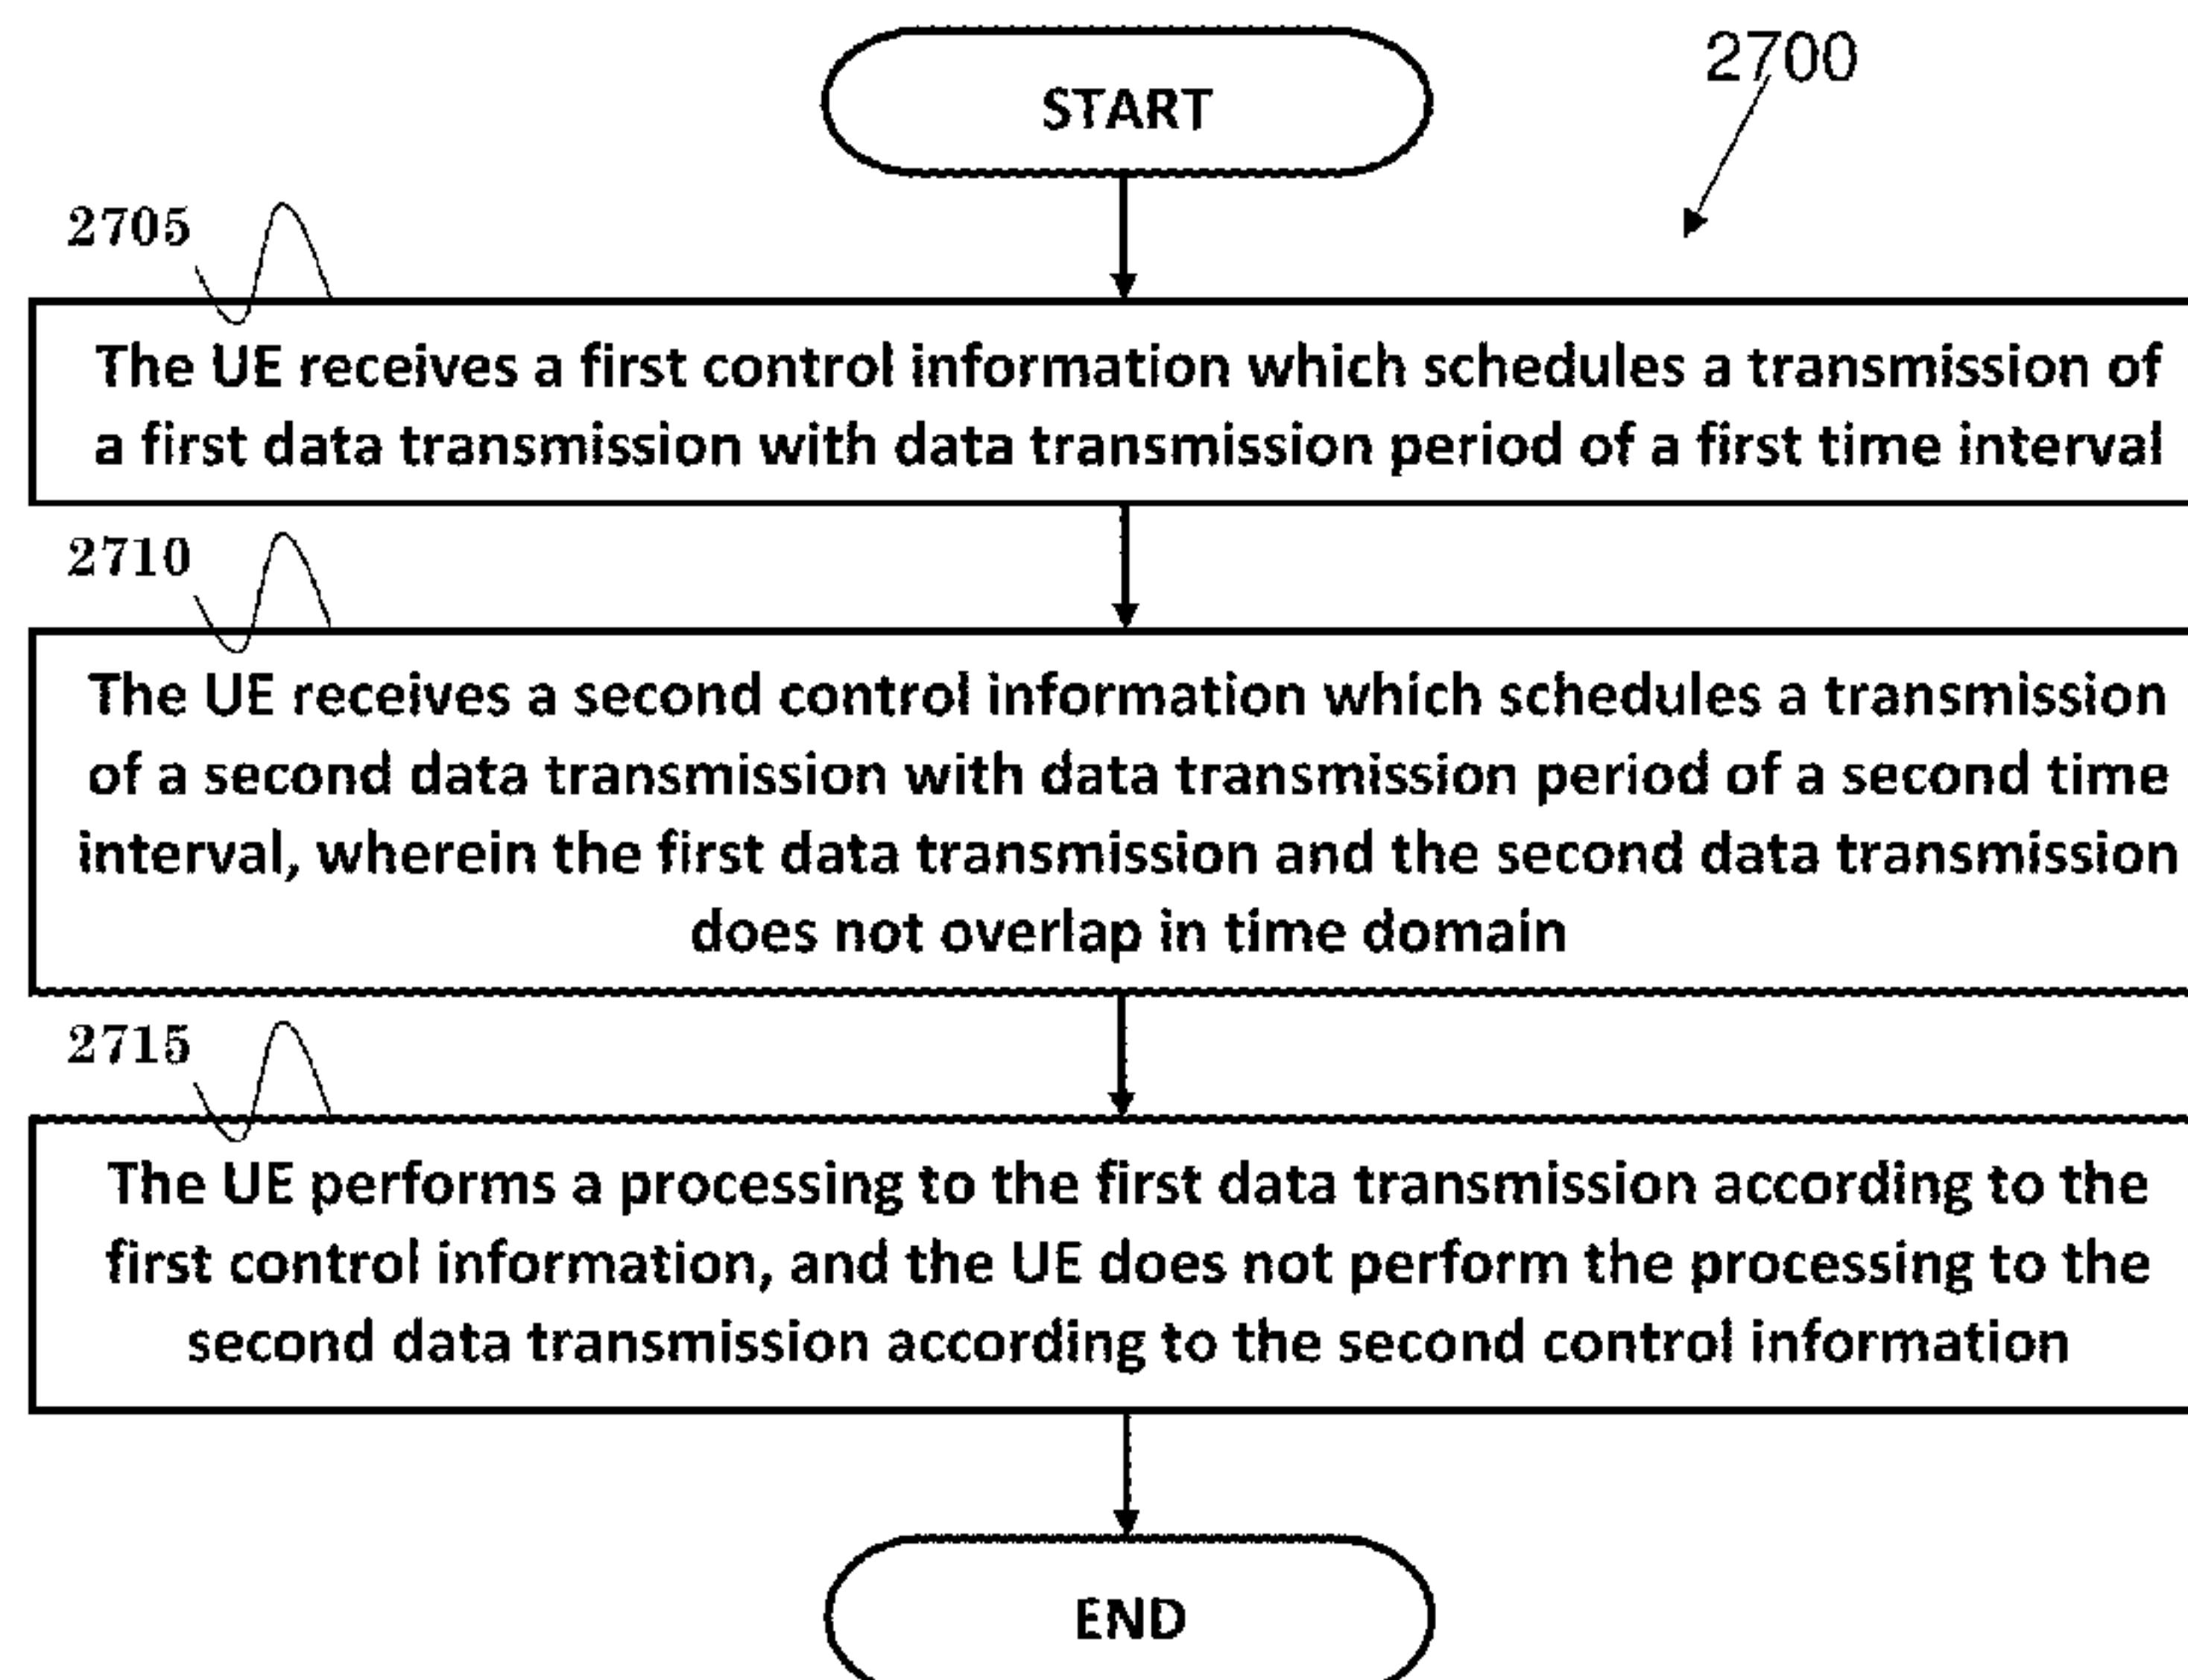 START
2700
2705
The UE receives a first control information which schedules a transmission of
a first data transmission with data transmission period of a first time interval
2710
The UE receives a second control information which schedules a transmission
of a second data transmission with data transmission period of a second time
interval, wherein the first data transmission and the second data transmission
does not overlap in time domain
2715
The UE performs a processing to the first data transmission according to the
first control information, and the UE does not perform the processing to the
second data transmission according to the second control information
END